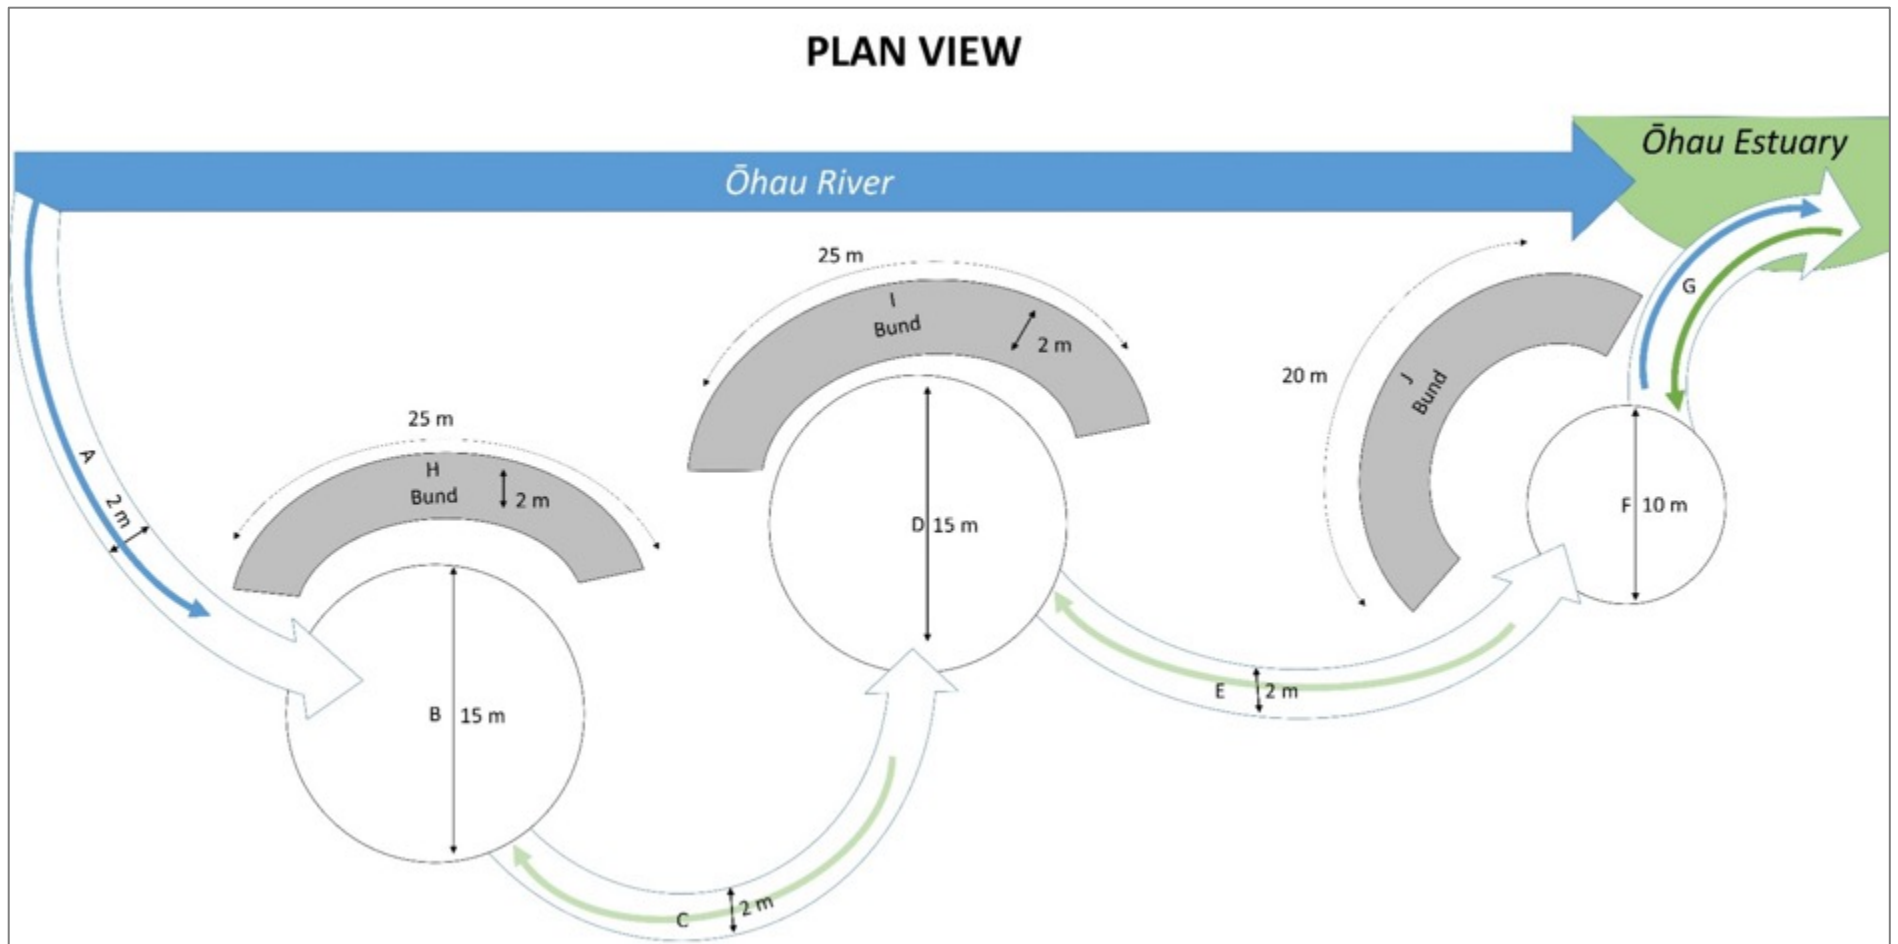 PLAN VIEW
Ōhau River
Ōhau Estuary
A
2 m
25 m
H
Bund
2 m
B
15 m
C
2 m
25 m
I
Bund
2 m
D
15 m
E
2 m
20 m
J
Bund
F
10 m
G